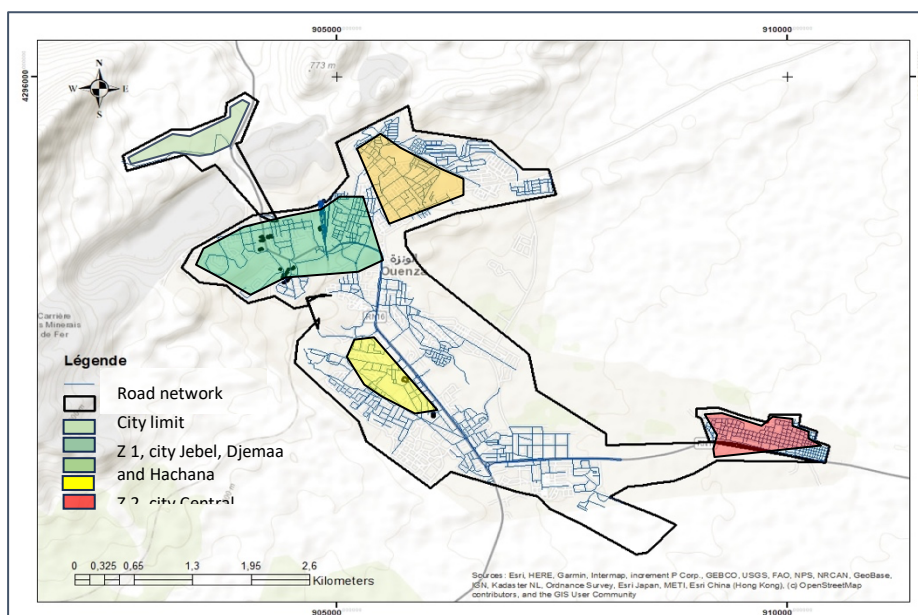 905000
910000
4296000
N
W E
S
773 m
الونزة
Ouenza
RN16
Carrière
s Minerais
de Fer
Légende
Road network
City limit
Z 1, city Jebel, Djemaa
and Hachana
Z 2, city Central
0 0,325 0,65 1,3 1,95 2,6
Kilometers
Sources: Esri, HERE, Garmin, Intermap, increment P Corp., GEBCO, USGS, FAO, NPS, NRCAN, GeoBase,
IGN, Kadaster NL, Ordnance Survey, Esri Japan, METI, Esri China (Hong Kong), (c) OpenStreetMap
contributors, and the GIS User Community
905000
910000